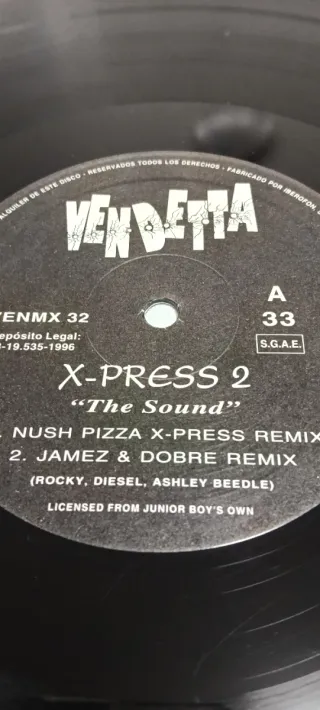 ALQUILER DE ESTE DISCO - RESERVADOS TODOS LOS DERECHOS - FABRICADO POR IBEROFON,
VENDETTA
VENMX 32
A
33
Depósito Legal:
-19.535-1996
S.G.A.E.
X-PRESS 2
"The Sound"
. NUSH PIZZA X-PRESS REMIX
2. JAMEZ & DOBRE REMIX
(ROCKY, DIESEL, ASHLEY BEEDLE)
LICENSED FROM JUNIOR BOY'S OWN